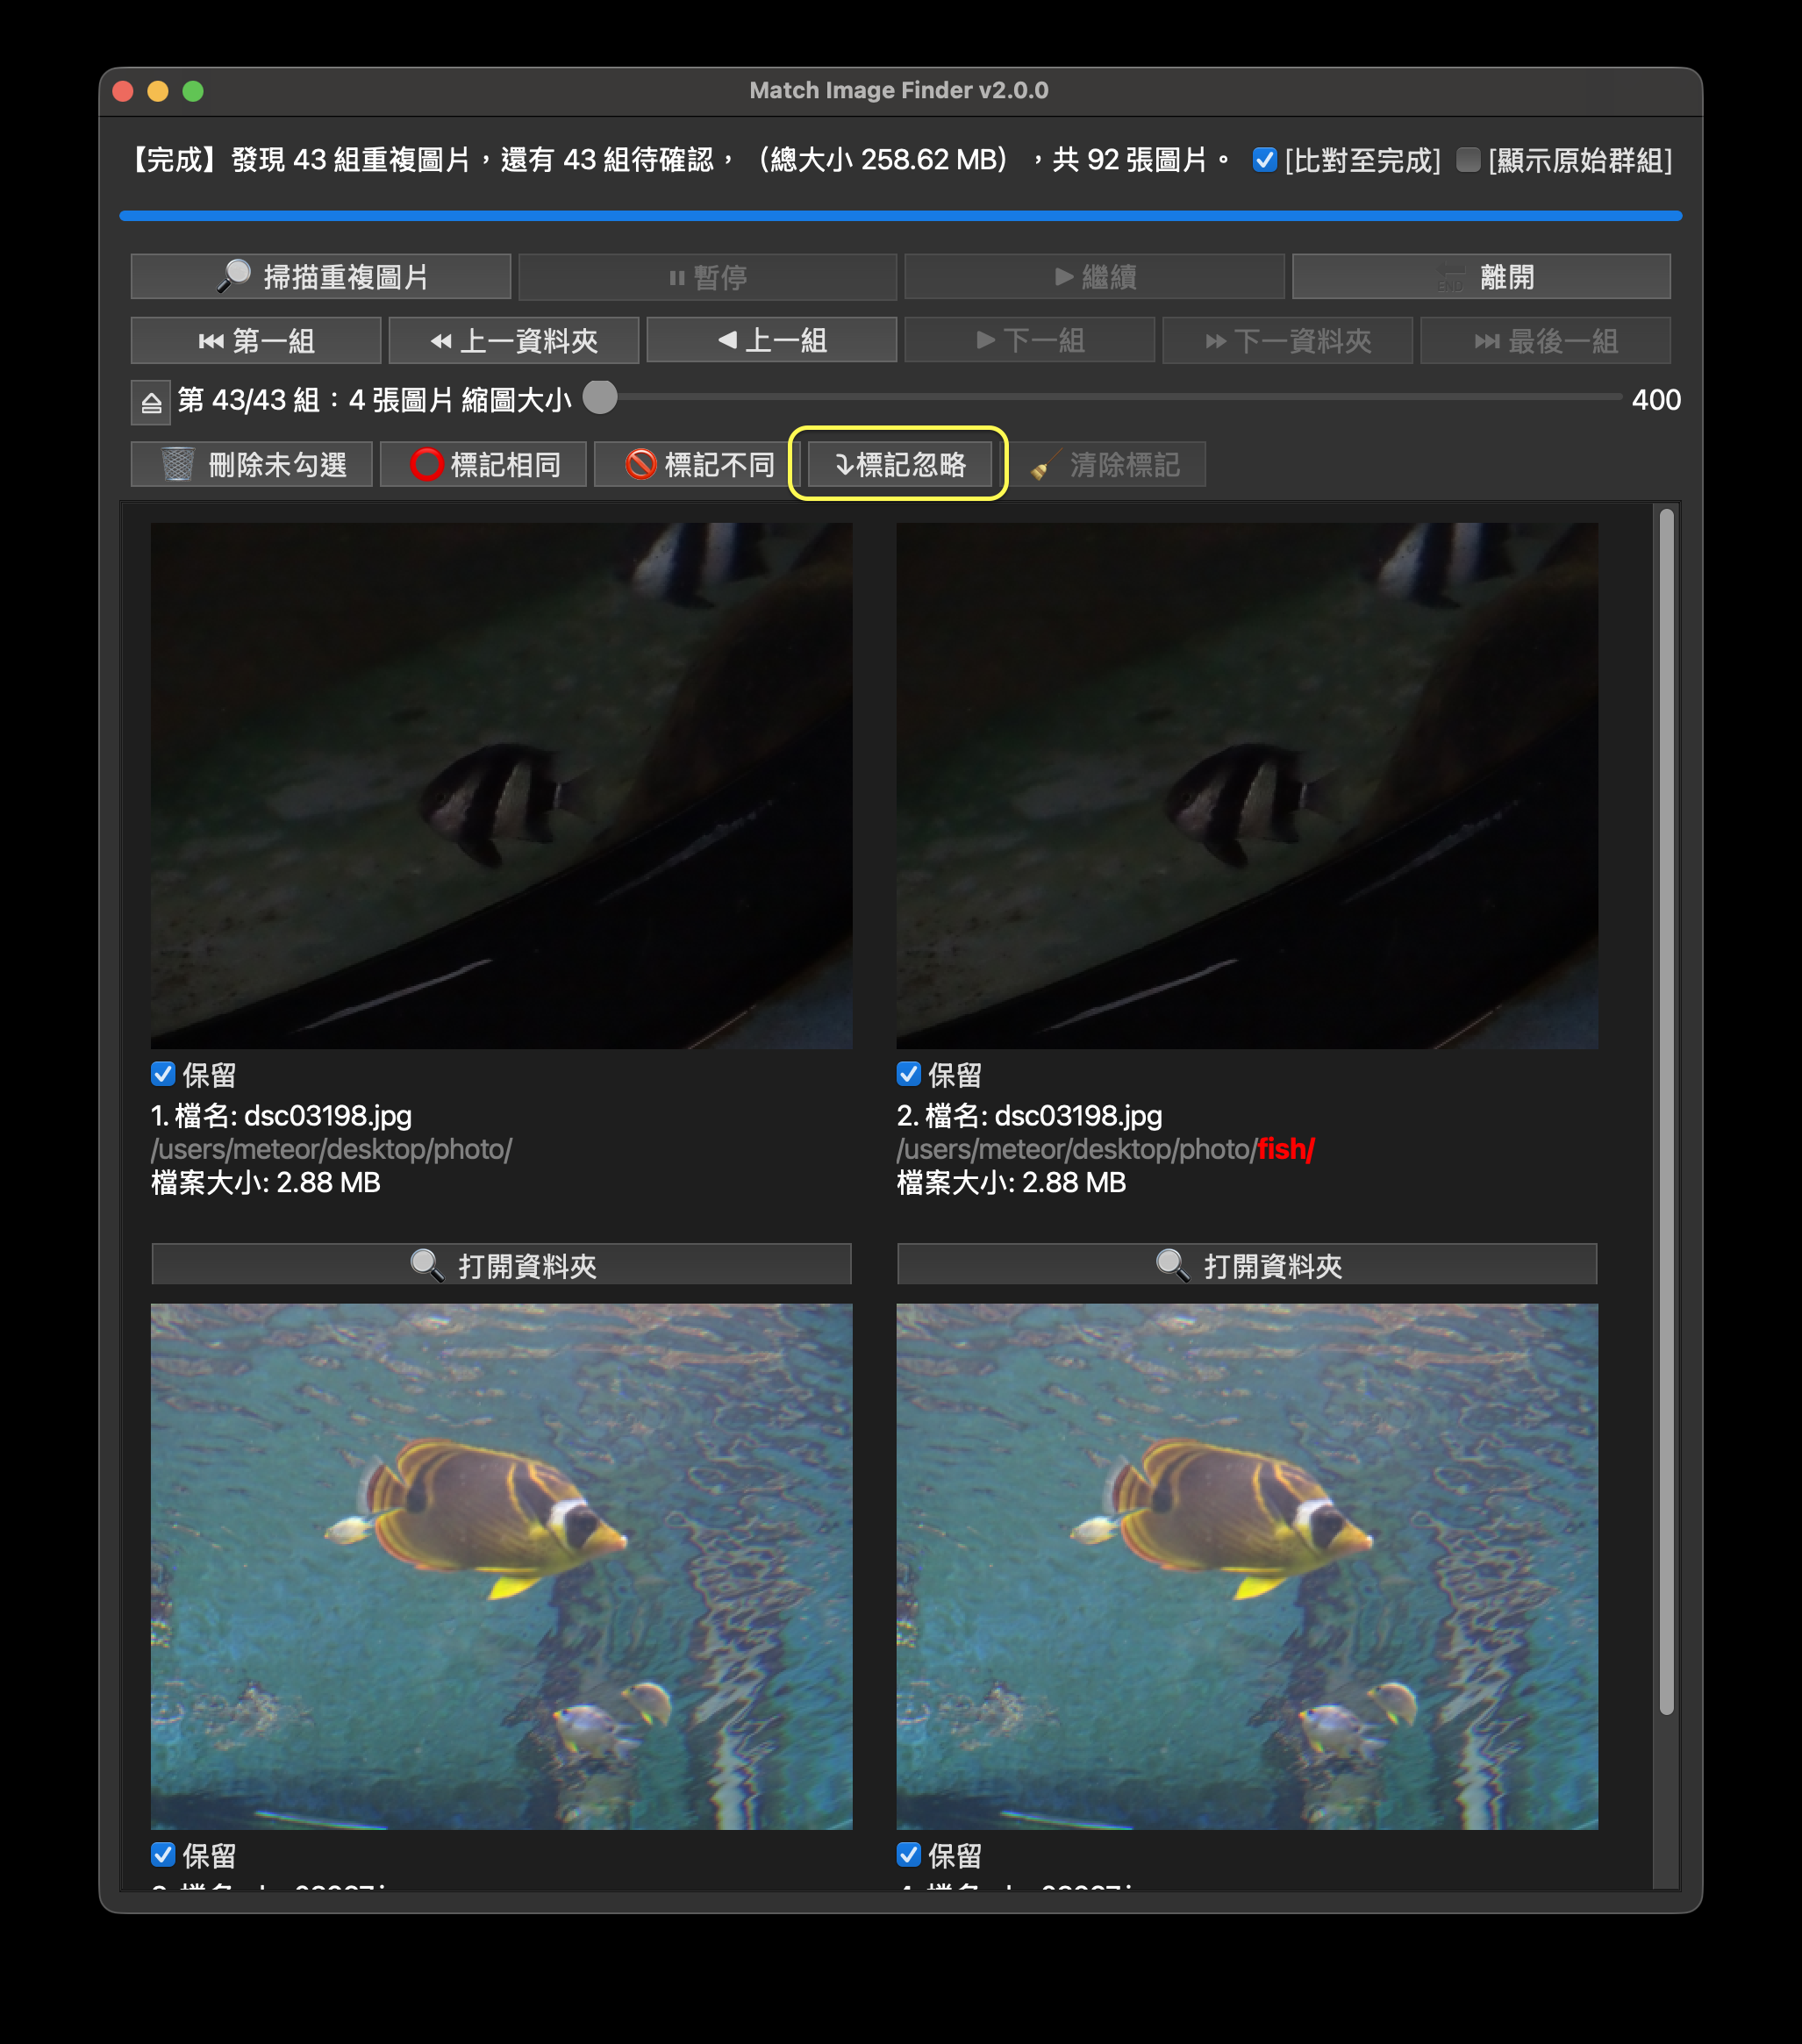 Match Image Finder v2.0.0
【完成】發現 43 組重複圖片，還有 43 組待確認，（總大小 258.62 MB），共 92 張圖片。 [比對至完成] [顯示原始群組]
掃描重複圖片 暫停 繼續 離開
第一組 上一資料夾 上一組 下一組 下一資料夾 最後一組
第 43/43 組：4 張圖片 縮圖大小 400
刪除未勾選 標記相同 標記不同 標記忽略 清除標記
保留 保留
1. 檔名: dsc03198.jpg 2. 檔名: dsc03198.jpg
/users/meteor/desktop/photo/ /users/meteor/desktop/photo/fish/
檔案大小: 2.88 MB 檔案大小: 2.88 MB
打開資料夾 打開資料夾
保留 保留